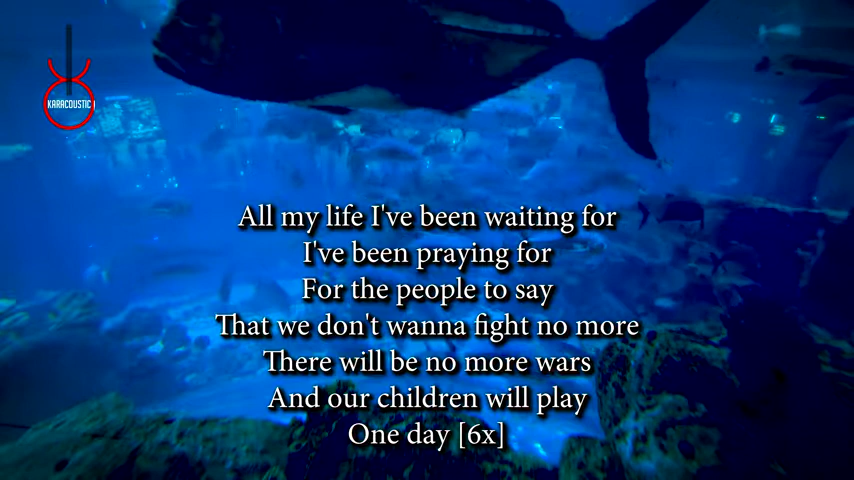 KARACOUSTIC
All my life I've been waiting for
I've been praying for
For the people to say
That we don't wanna fight no more
There will be no more wars
And our children will play
One day [6x]